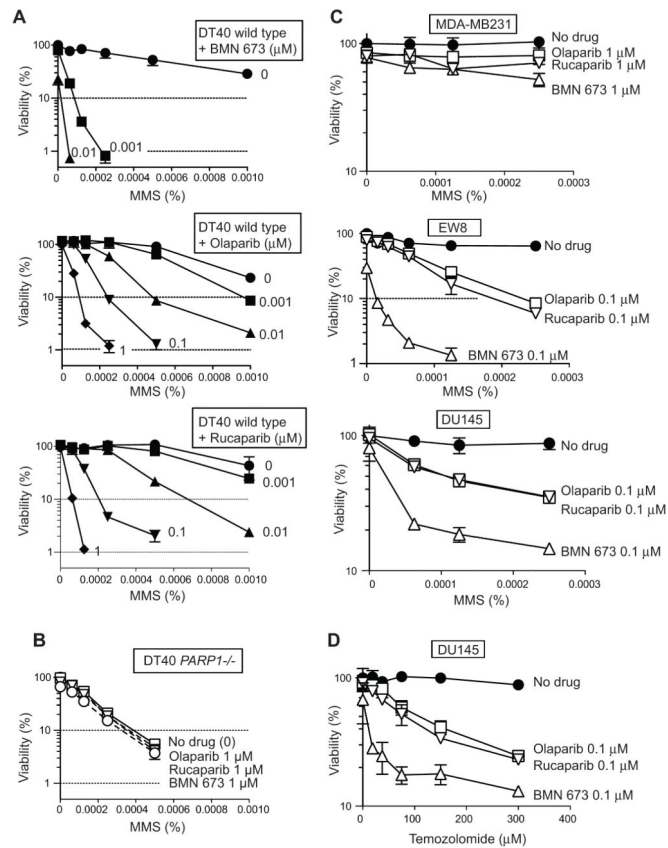 A
DT40 wild type
+ BMN 673 (µM)
Viability (%)
100
10
1
0
0.01
0.001
0 0.0002 0.0004 0.0006 0.0008 0.0010
MMS (%)
DT40 wild type
+ Olaparib (µM)
Viability (%)
100
10
1
0
0.001
0.01
0.1
1
0 0.0002 0.0004 0.0006 0.0008 0.0010
MMS (%)
DT40 wild type
+ Rucaparib (µM)
Viability (%)
100
10
1
0
0.001
0.01
0.1
1
0 0.0002 0.0004 0.0006 0.0008 0.0010
MMS (%)
B
DT40 PARP1-/-
Viability (%)
100
10
1
No drug (0)
Olaparib 1 µM
Rucaparib 1 µM
BMN 673 1 µM
0 0.0002 0.0004 0.0006 0.0008 0.0010
MMS (%)
C
MDA-MB231
Viability (%)
100
10
No drug
Olaparib 1 µM
Rucaparib 1 µM
BMN 673 1 µM
0 0.0001 0.0002 0.0003
MMS (%)
EW8
Viability (%)
100
10
1
No drug
Olaparib 0.1 µM
Rucaparib 0.1 µM
BMN 673 0.1 µM
0 0.0001 0.0002 0.0003
MMS (%)
DU145
Viability (%)
100
10
No drug
Olaparib 0.1 µM
Rucaparib 0.1 µM
BMN 673 0.1 µM
0 0.0001 0.0002 0.0003
MMS (%)
D
DU145
Viability (%)
100
10
No drug
Olaparib 0.1 µM
Rucaparib 0.1 µM
BMN 673 0.1 µM
0 100 200 300 400
Temozolomide (µM)